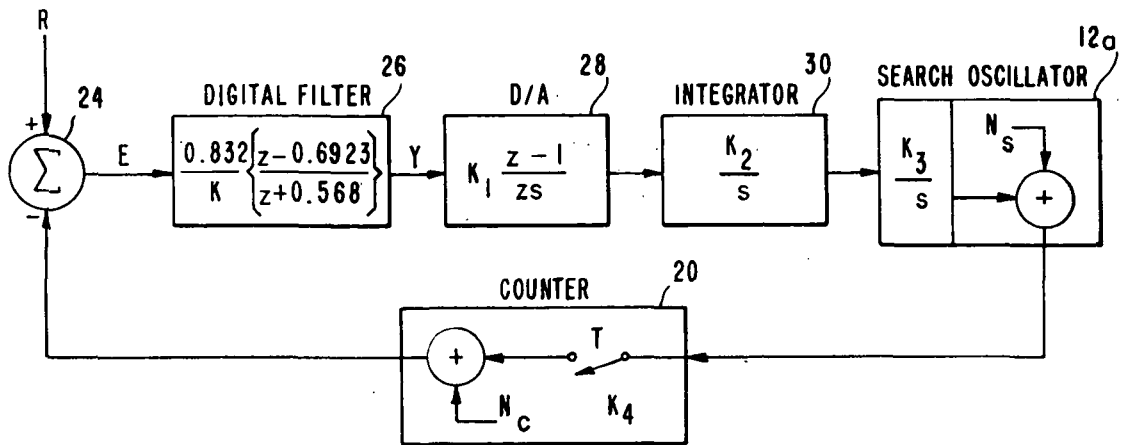 R
24
+
Σ
-
E
DIGITAL FILTER
26
0.832/K {z-0.6923/z+0.568}
Y
D/A
28
K₁ z-1/zs
INTEGRATOR
30
K₂/s
SEARCH OSCILLATOR
12a
K₃/s
Nₛ
+
COUNTER
20
+
T
N_C
K₄